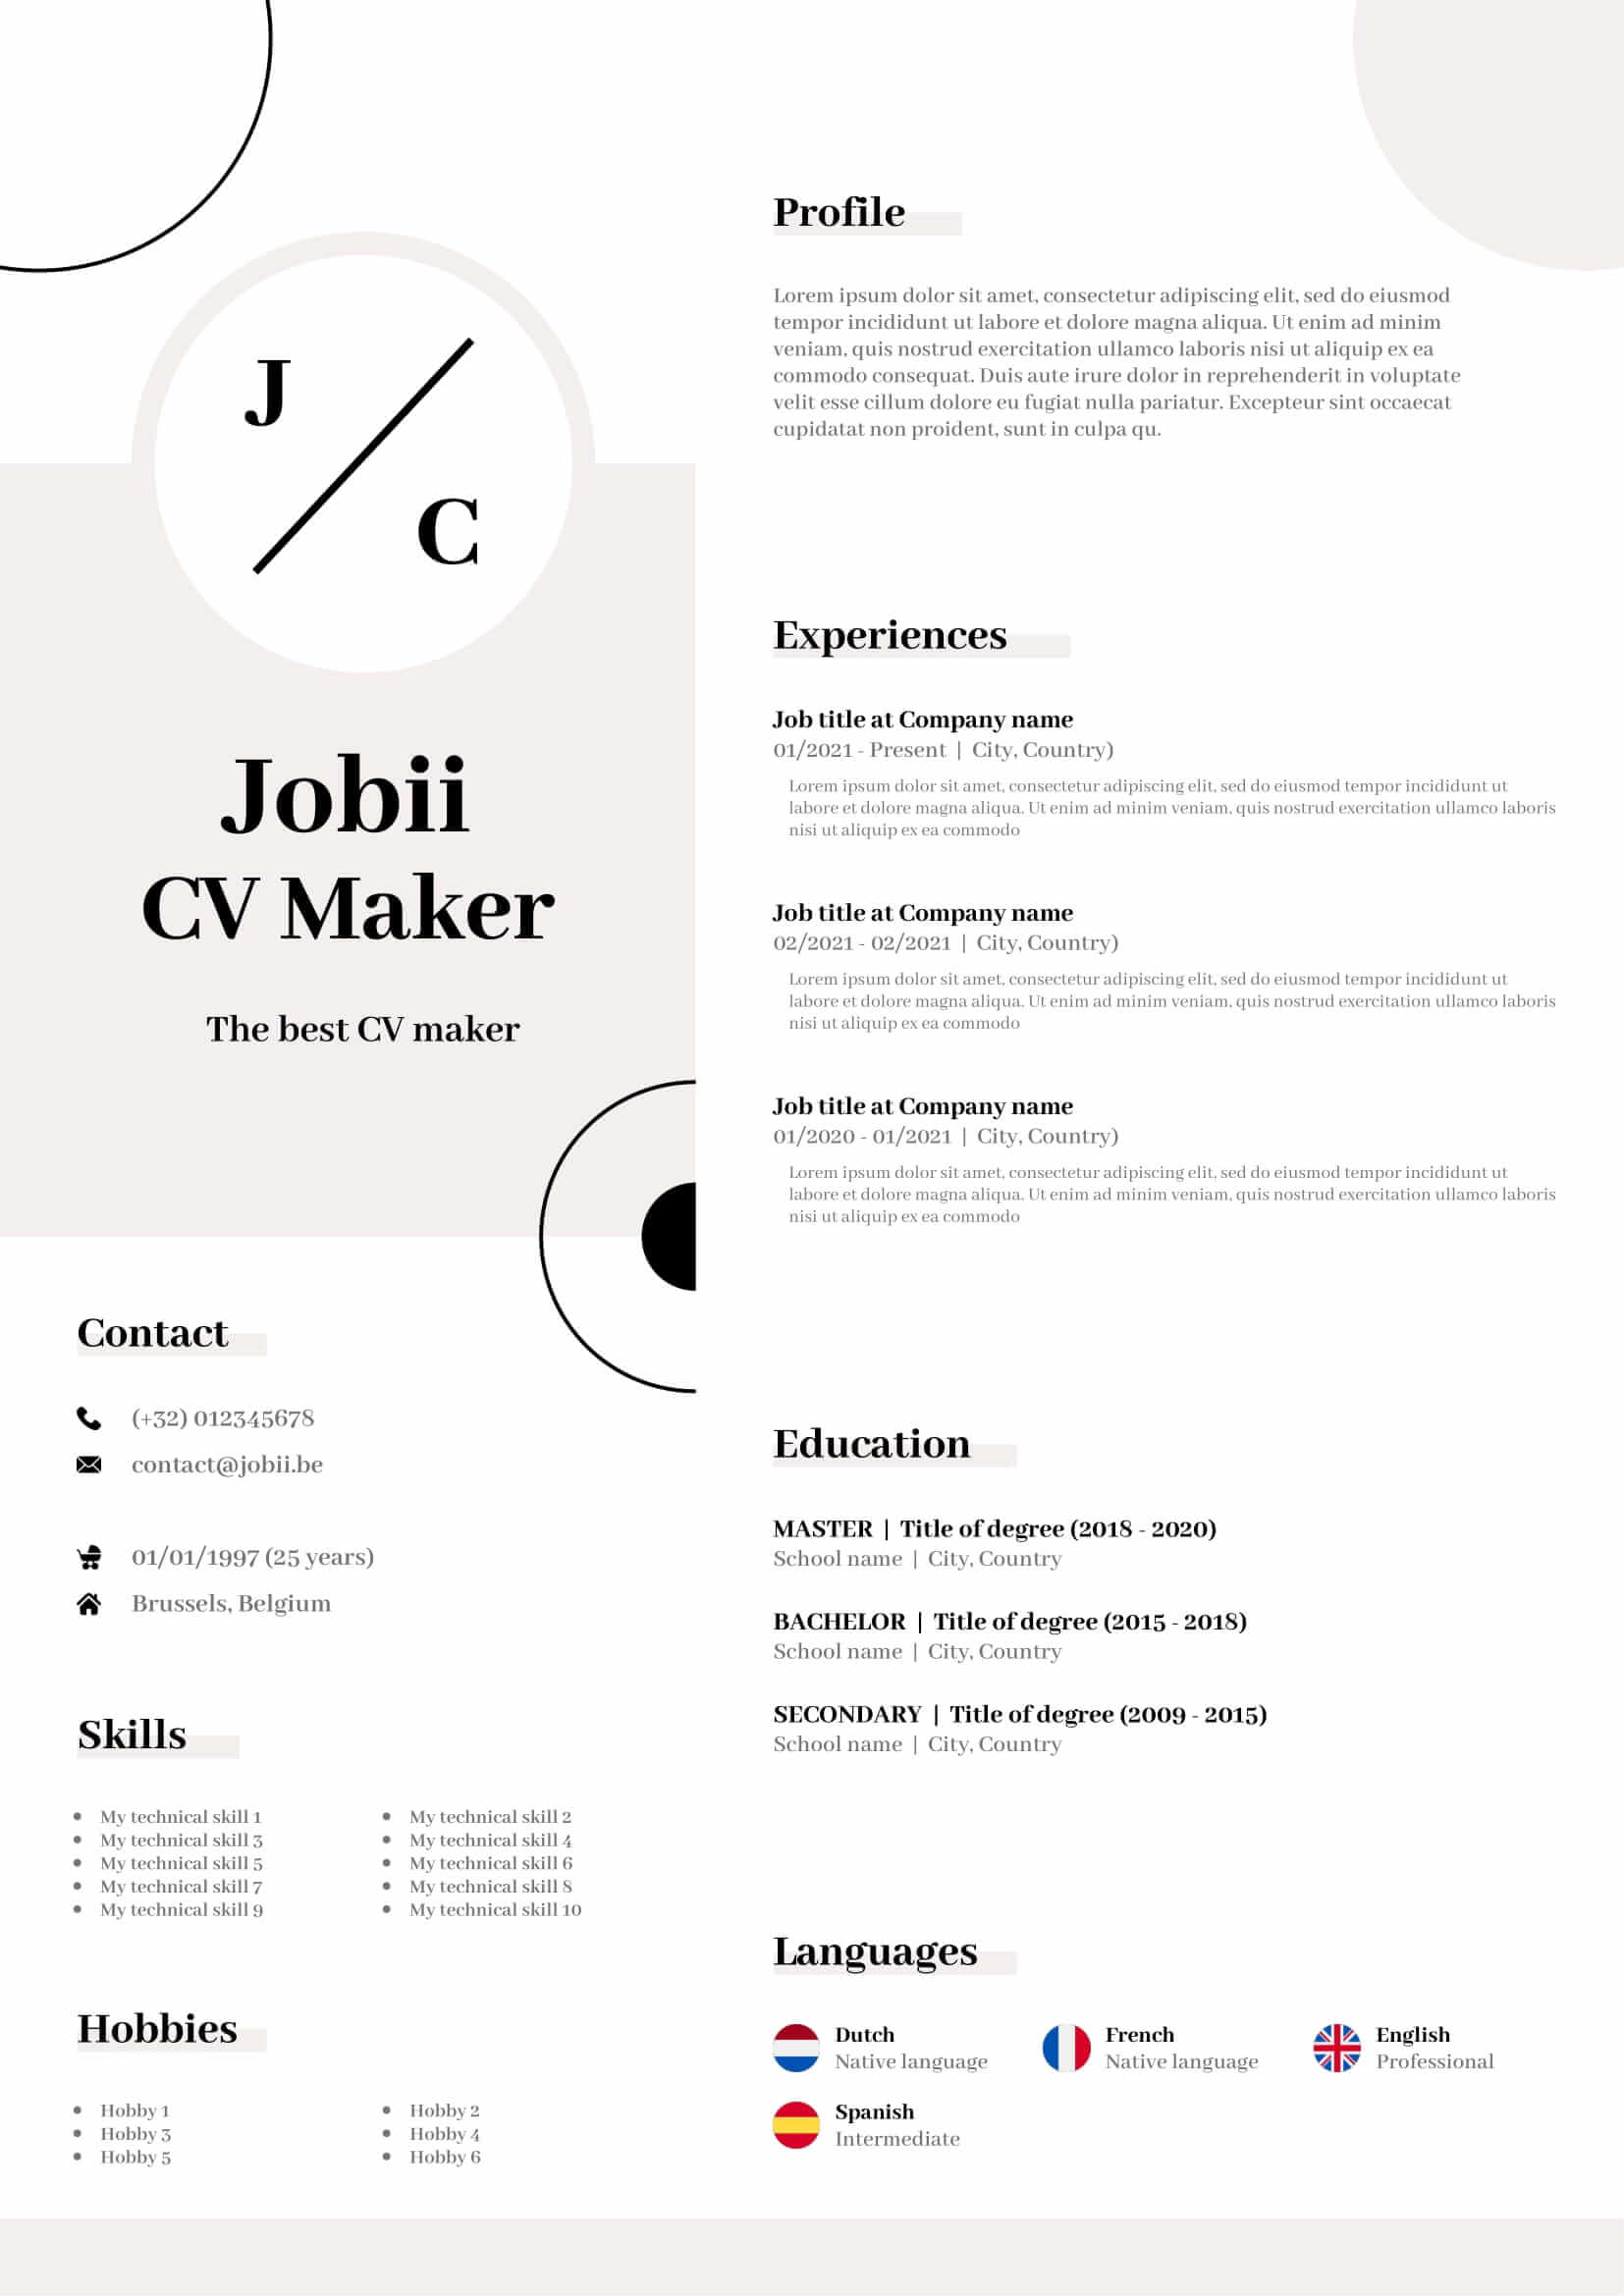 J
C
Jobii
CV Maker
The best CV maker
Contact
(+32) 012345678
contact@jobii.be
01/01/1997 (25 years)
Brussels, Belgium
Skills
My technical skill 1
My technical skill 2
My technical skill 3
My technical skill 4
My technical skill 5
My technical skill 6
My technical skill 7
My technical skill 8
My technical skill 9
My technical skill 10
Hobbies
Hobby 1
Hobby 2
Hobby 3
Hobby 4
Hobby 5
Hobby 6
Profile
Lorem ipsum dolor sit amet, consectetur adipiscing elit, sed do eiusmod
tempor incididunt ut labore et dolore magna aliqua. Ut enim ad minim
veniam, quis nostrud exercitation ullamco laboris nisi ut aliquip ex ea
commodo consequat. Duis aute irure dolor in reprehenderit in voluptate
velit esse cillum dolore eu fugiat nulla pariatur. Excepteur sint occaecat
cupidatat non proident, sunt in culpa qu.
Experiences
Job title at Company name
01/2021 - Present | City, Country)
Lorem ipsum dolor sit amet, consectetur adipiscing elit, sed do eiusmod tempor incididunt ut
labore et dolore magna aliqua. Ut enim ad minim veniam, quis nostrud exercitation ullamco laboris
nisi ut aliquip ex ea commodo
Job title at Company name
02/2021 - 02/2021 | City, Country)
Lorem ipsum dolor sit amet, consectetur adipiscing elit, sed do eiusmod tempor incididunt ut
labore et dolore magna aliqua. Ut enim ad minim veniam, quis nostrud exercitation ullamco laboris
nisi ut aliquip ex ea commodo
Job title at Company name
01/2020 - 01/2021 | City, Country)
Lorem ipsum dolor sit amet, consectetur adipiscing elit, sed do eiusmod tempor incididunt ut
labore et dolore magna aliqua. Ut enim ad minim veniam, quis nostrud exercitation ullamco laboris
nisi ut aliquip ex ea commodo
Education
MASTER | Title of degree (2018 - 2020)
School name | City, Country
BACHELOR | Title of degree (2015 - 2018)
School name | City, Country
SECONDARY | Title of degree (2009 - 2015)
School name | City, Country
Languages
Dutch
Native language
French
Native language
English
Professional
Spanish
Intermediate